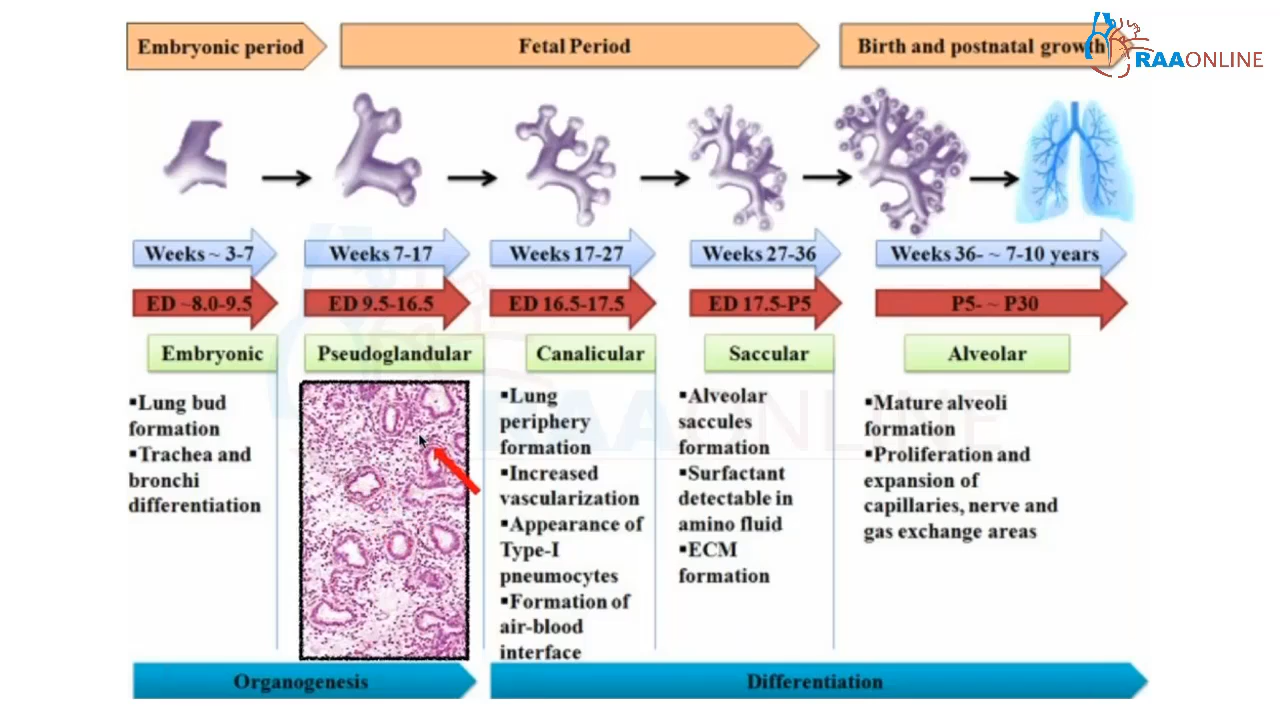 Embryonic period
Fetal Period
Birth and postnatal growth
RAAONLINE
Weeks ~ 3-7
Weeks 7-17
Weeks 17-27
Weeks 27-36
Weeks 36- ~ 7-10 years
ED ~8.0-9.5
ED 9.5-16.5
ED 16.5-17.5
ED 17.5-P5
P5- ~ P30
Embryonic
Pseudoglandular
Canalicular
Saccular
Alveolar
▪Lung bud
formation
▪Trachea and
bronchi
differentiation
▪Lung
periphery
formation
▪Increased
vascularization
▪Appearance of
Type-I
pneumocytes
▪Formation of
air-blood
interface
▪Alveolar
saccules
formation
▪Surfactant
detectable in
amino fluid
▪ECM
formation
▪Mature alveoli
formation
▪Proliferation and
expansion of
capillaries, nerve and
gas exchange areas
RAAONLINE
Organogenesis
Differentiation